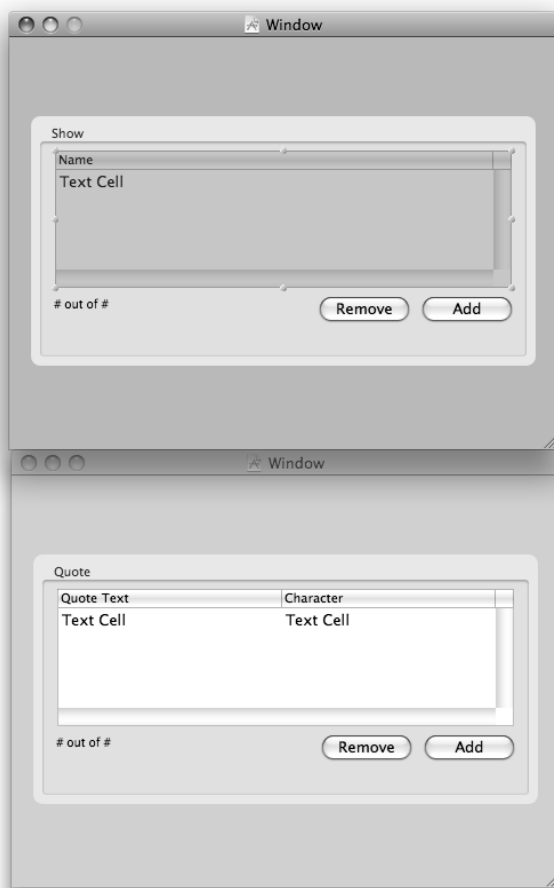 Window
Show
Name
Text Cell
# out of # Remove Add
Window
Quote
Quote Text Character
Text Cell Text Cell
# out of # Remove Add